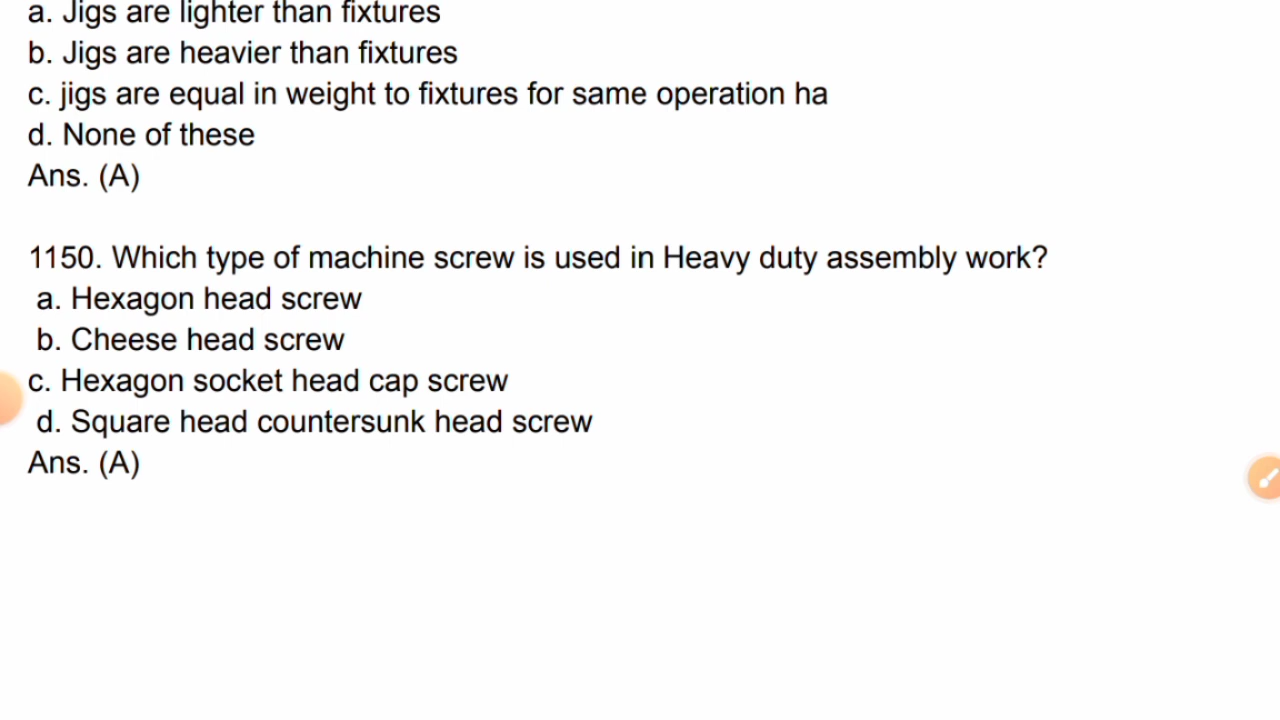 a. Jigs are lighter than fixtures
b. Jigs are heavier than fixtures
c. jigs are equal in weight to fixtures for same operation ha
d. None of these
Ans. (A)
1150. Which type of machine screw is used in Heavy duty assembly work?
a. Hexagon head screw
b. Cheese head screw
c. Hexagon socket head cap screw
d. Square head countersunk head screw
Ans. (A)